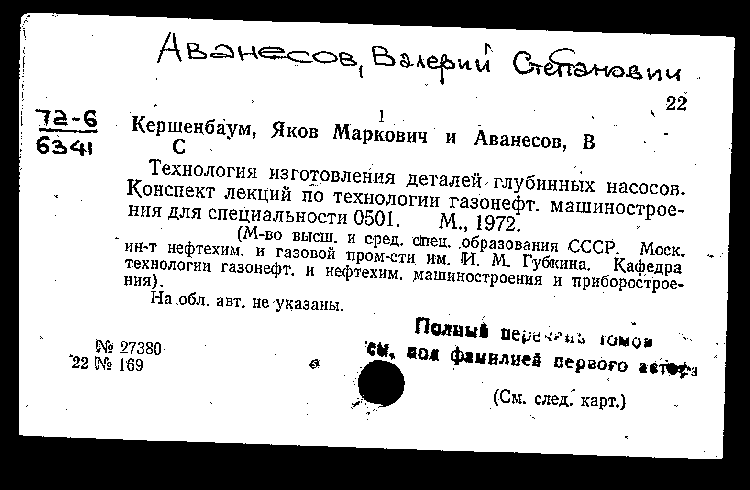 Аванесов, Валерий Степанович
22
72-6
6341
1
Кершенбаум, Яков Маркович и Аванесов, В
С
Технология изготовления деталей глубинных насосов.
Конспект лекций по технологии газонефт. машинострое-
ния для специальности 0501. М., 1972.
(М-во высш. и сред. спец. образования СССР. Моск.
ин-т нефтехим. и газовой пром-сти им. И. М. Губкина. Кафедра
технологии газонефт. и нефтехим. машиностроения и приборострое-
ния).
На обл. авт. не указаны.
Полный перечень томов
см. под фамилией первого автора
№ 27380
22 № 169
(См. след. карт.)